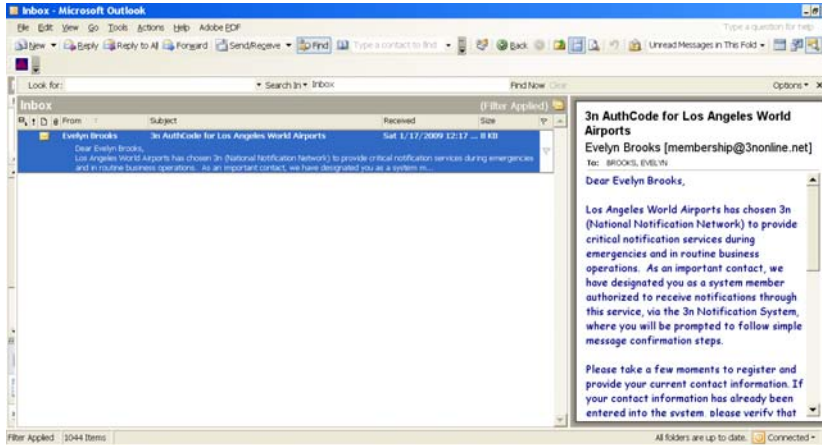 Inbox - Microsoft Outlook
File Edit View Go Tools Actions Help Adobe PDF Type a question for help
New Reply Reply to All Forward Send/Receive Find Type a contact to find Back Unread Messages in This Fold
Look for: Search In Inbox Find Now Clear Options
Inbox (Filter Applied)
From Subject Received Size
Evelyn Brooks 3n AuthCode for Los Angeles World Airports Sat 1/17/2009 12:17 ... 8 KB
Dear Evelyn Brooks,
Los Angeles World Airports has chosen 3n (National Notification Network) to provide critical notification services during emergencies
and in routine business operations. As an important contact, we have designated you as a system m...
3n AuthCode for Los Angeles World
Airports
Evelyn Brooks [membership@3nonline.net]
To: BROOKS, EVELYN
Dear Evelyn Brooks,
Los Angeles World Airports has chosen 3n
(National Notification Network) to provide
critical notification services during
emergencies and in routine business
operations. As an important contact, we
have designated you as a system member
authorized to receive notifications through
this service, via the 3n Notification System,
where you will be prompted to follow simple
message confirmation steps.
Please take a few moments to register and
provide your current contact information. If
your contact information has already been
entered into the system, please verify that
Filter Applied 1044 Items All folders are up to date. Connected